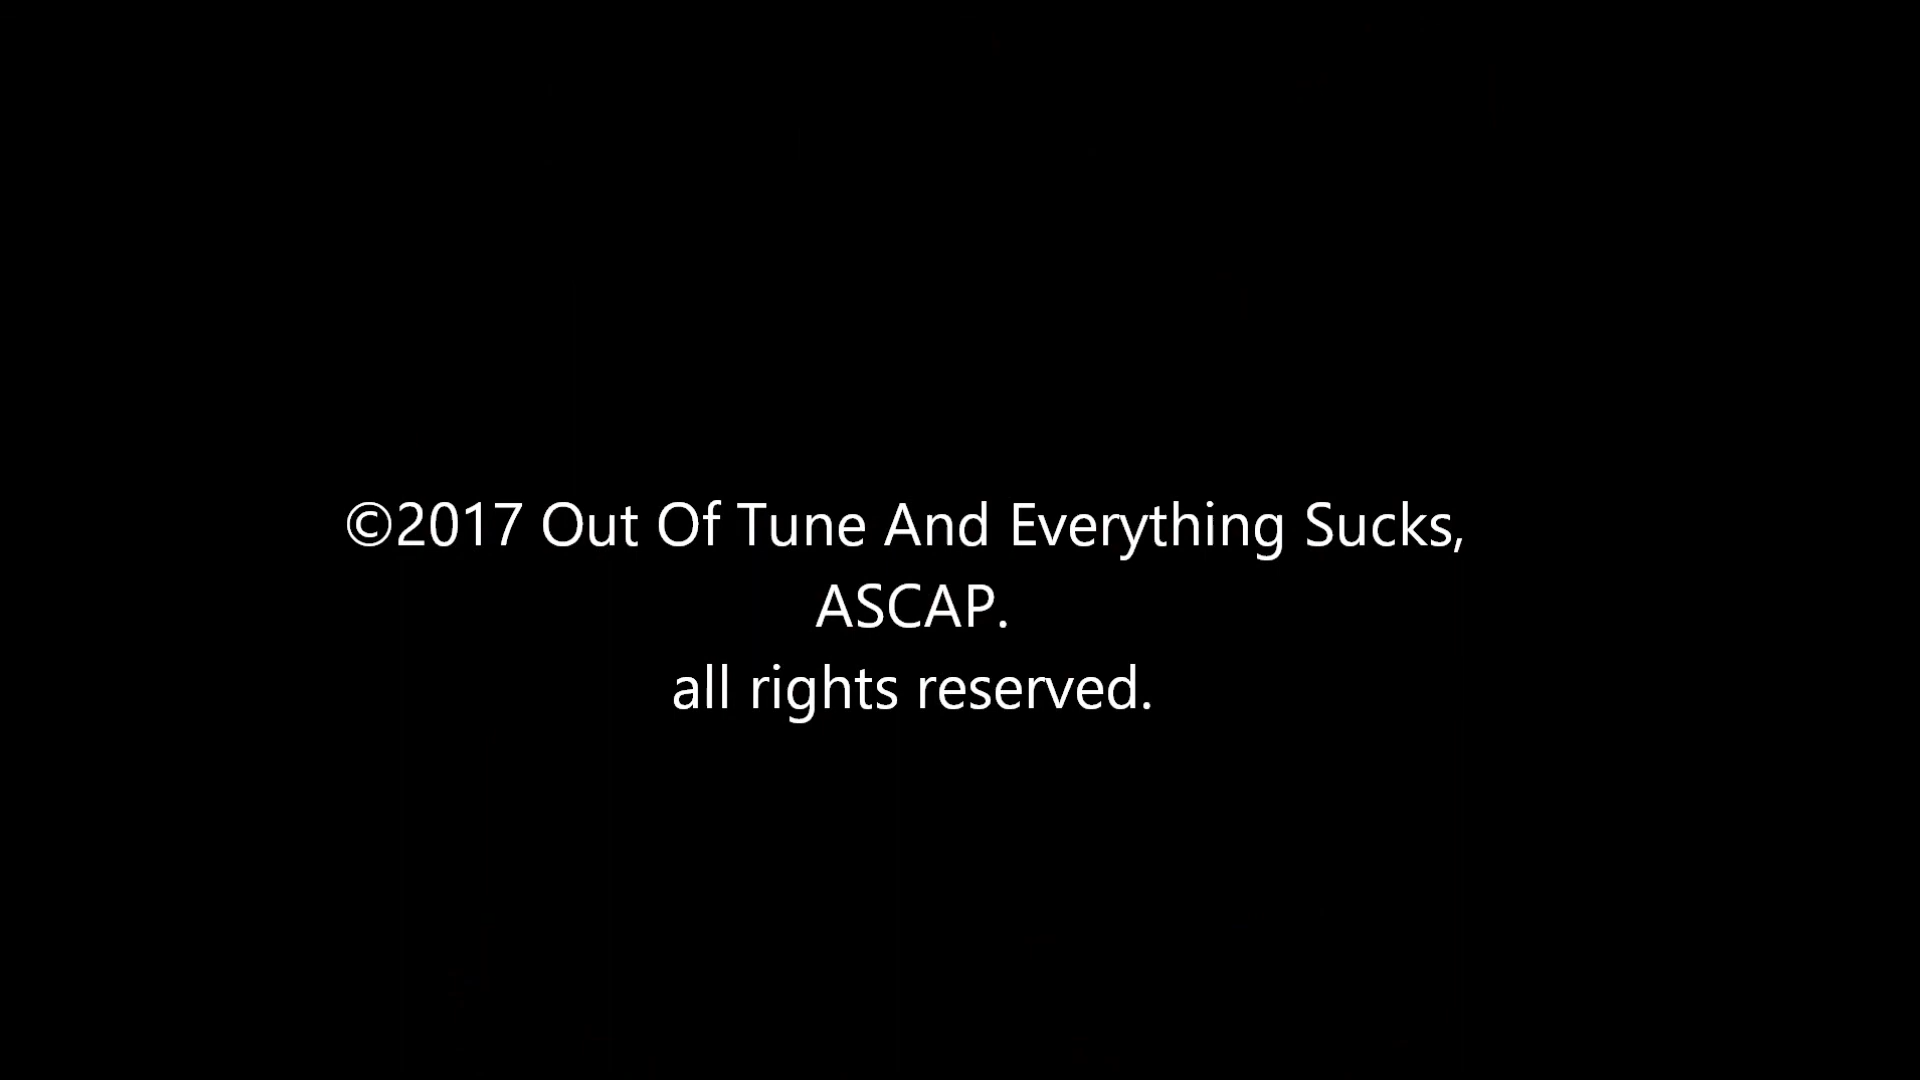 ©2017 Out Of Tune And Everything Sucks,
ASCAP.
all rights reserved.